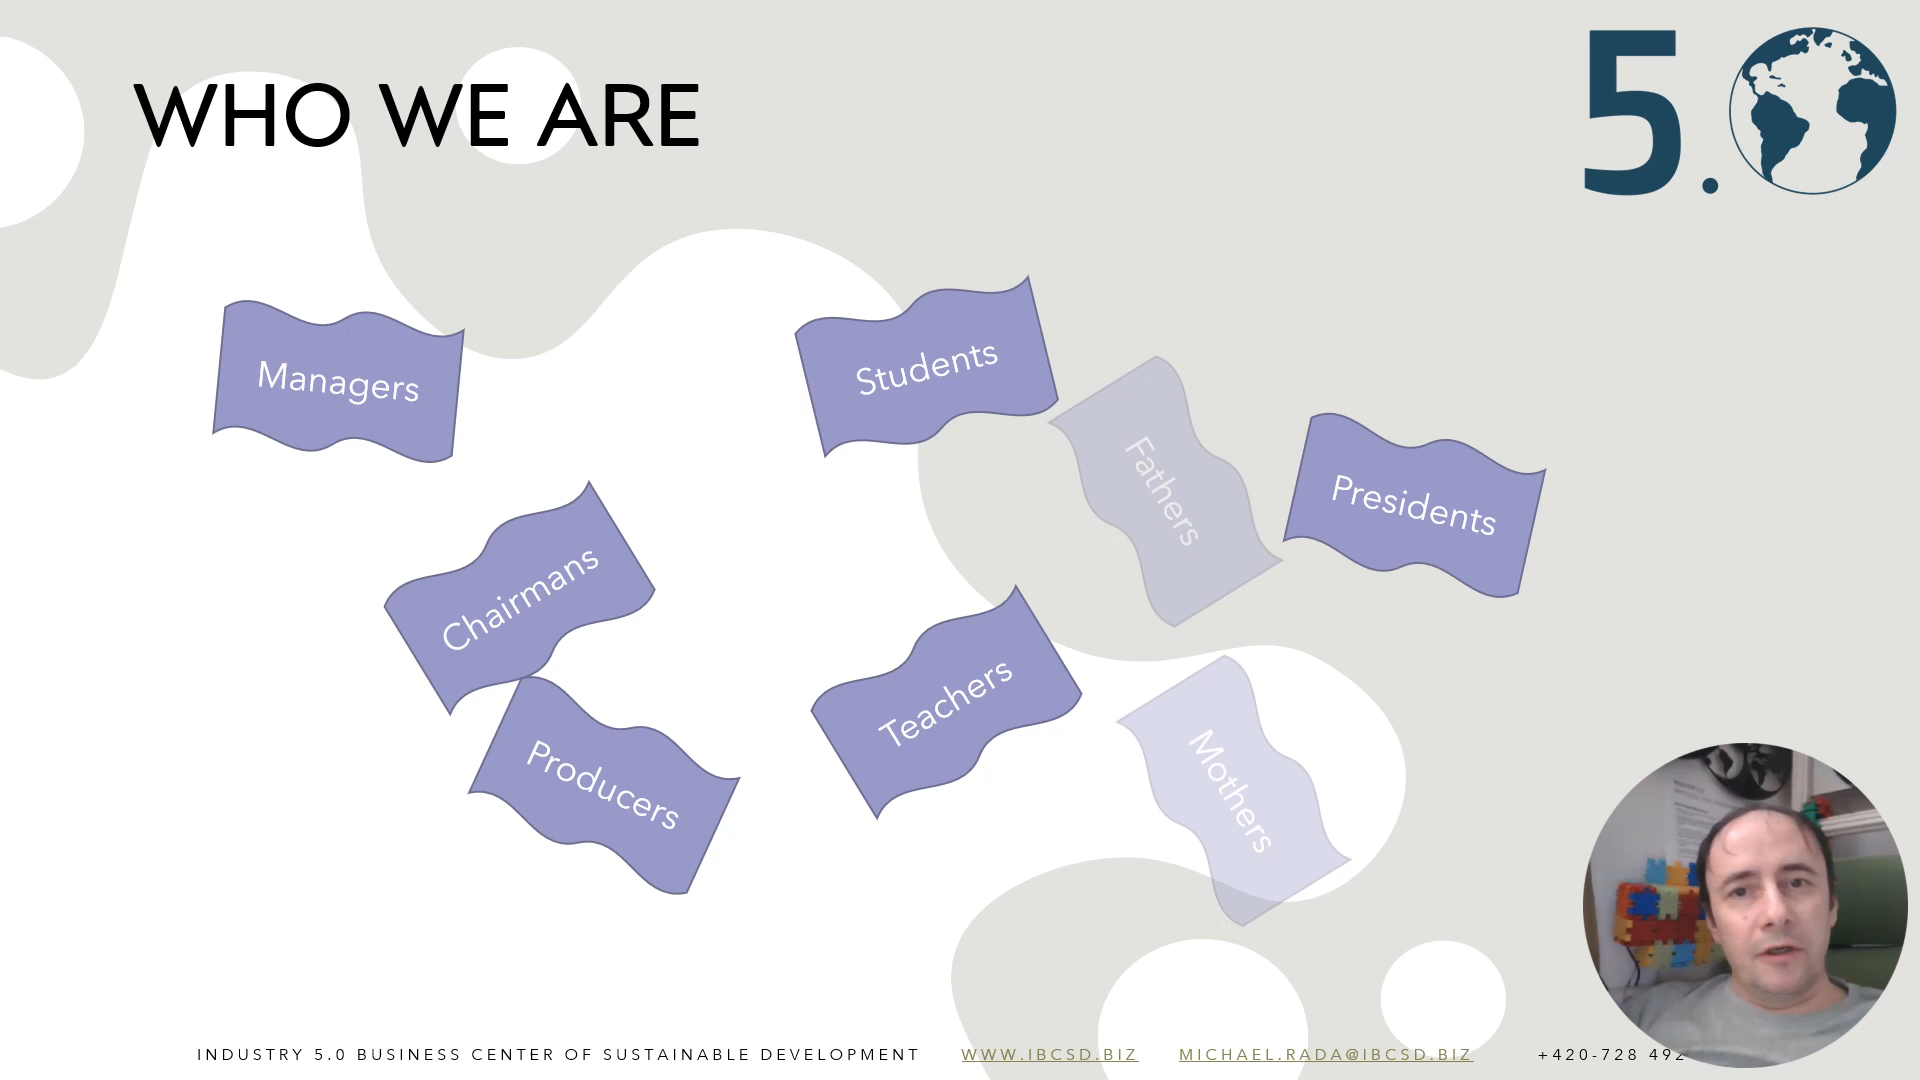 WHO WE ARE
5.0
Managers
Students
Fathers
Presidents
Chairmans
Teachers
Producers
Mothers
INDUSTRY 5.0 BUSINESS CENTER OF SUSTAINABLE DEVELOPMENT WWW.IBCSD.BIZ MICHAEL.RADA@IBCSD.BIZ +420-728 492